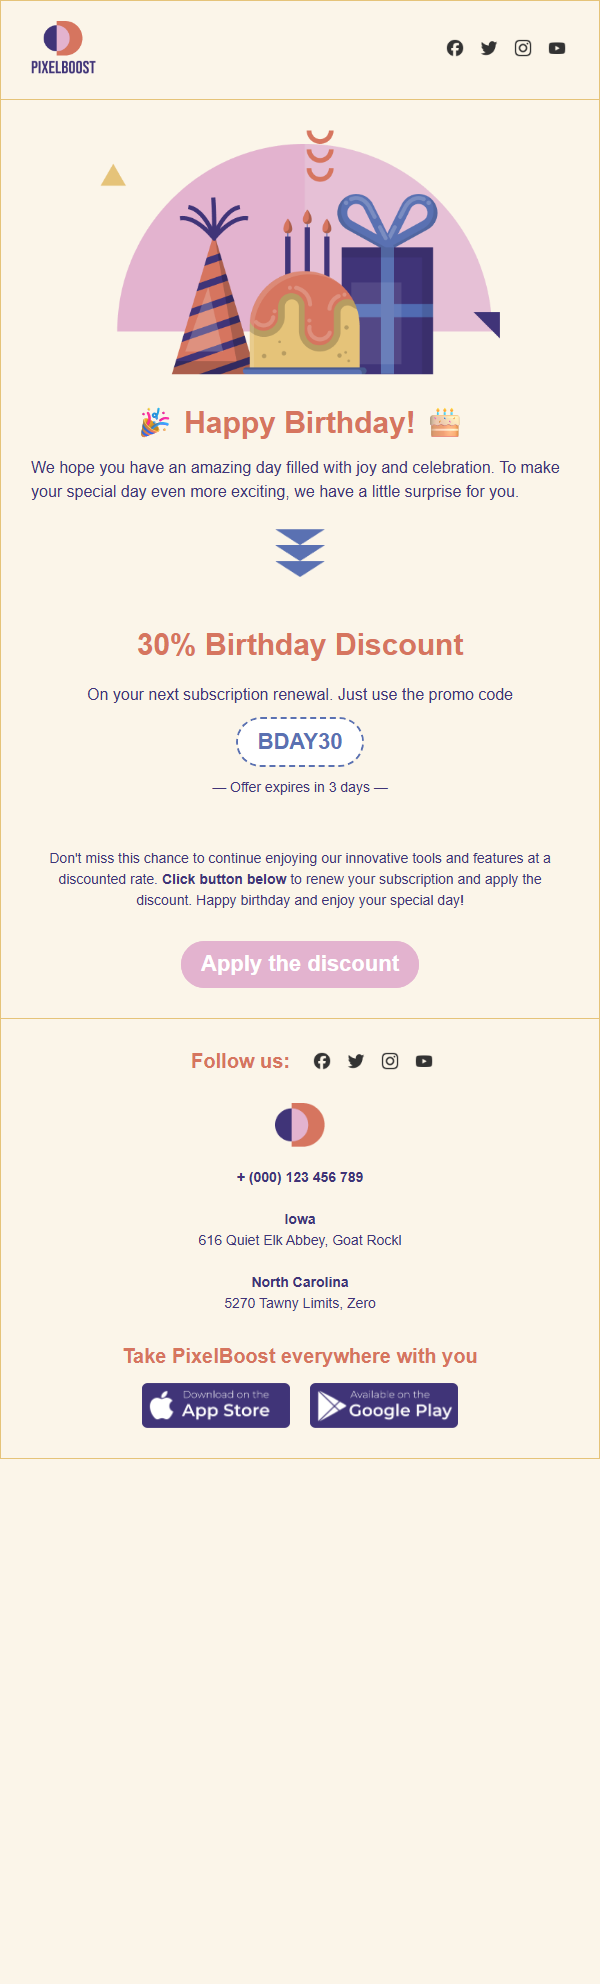 PIXELBOOST
Happy Birthday!
We hope you have an amazing day filled with joy and celebration. To make
your special day even more exciting, we have a little surprise for you.
30% Birthday Discount
On your next subscription renewal. Just use the promo code
BDAY30
— Offer expires in 3 days —
Don't miss this chance to continue enjoying our innovative tools and features at a
discounted rate. Click button below to renew your subscription and apply the
discount. Happy birthday and enjoy your special day!
Apply the discount
Follow us:
+ (000) 123 456 789
Iowa
616 Quiet Elk Abbey, Goat Rockl
North Carolina
5270 Tawny Limits, Zero
Take PixelBoost everywhere with you
Download on the
App Store
Available on the
Google Play